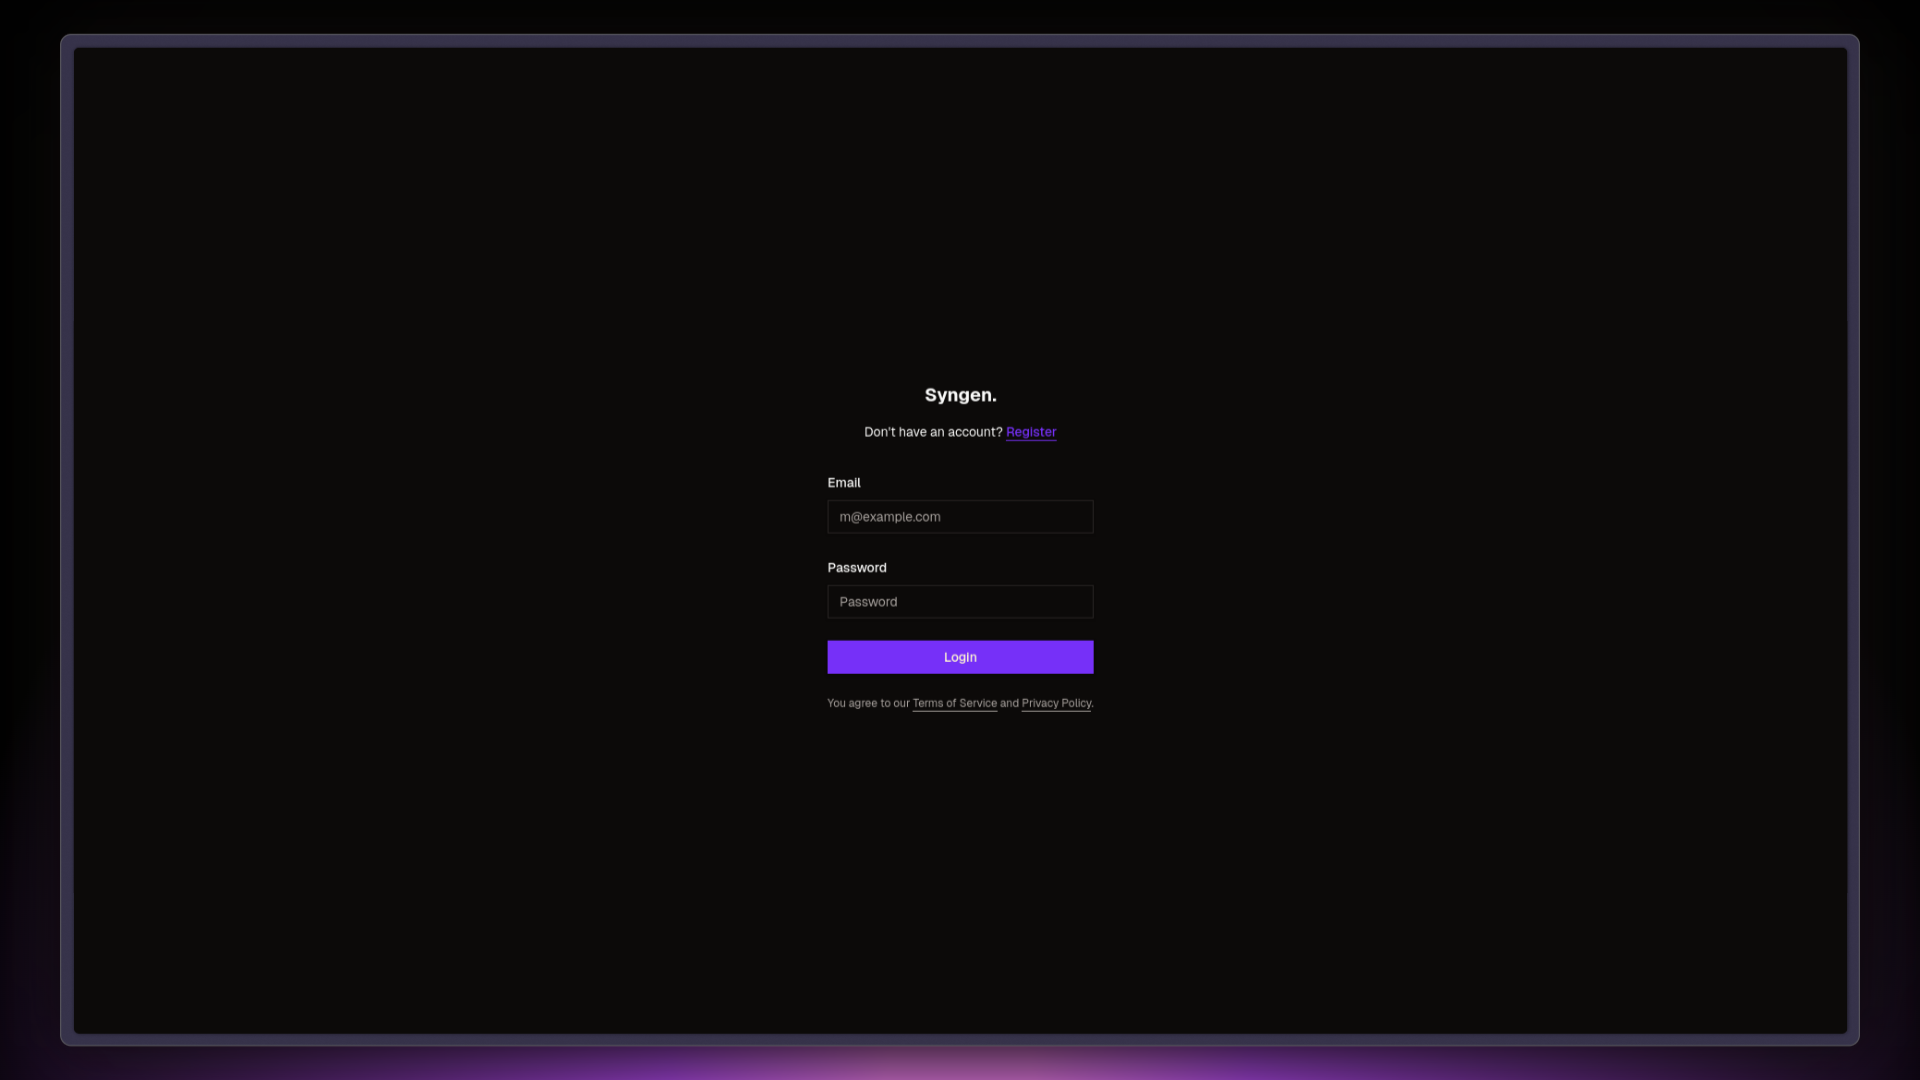 Syngen.
Don't have an account? Register
Email
m@example.com
Password
Password
Login
You agree to our Terms of Service and Privacy Policy.